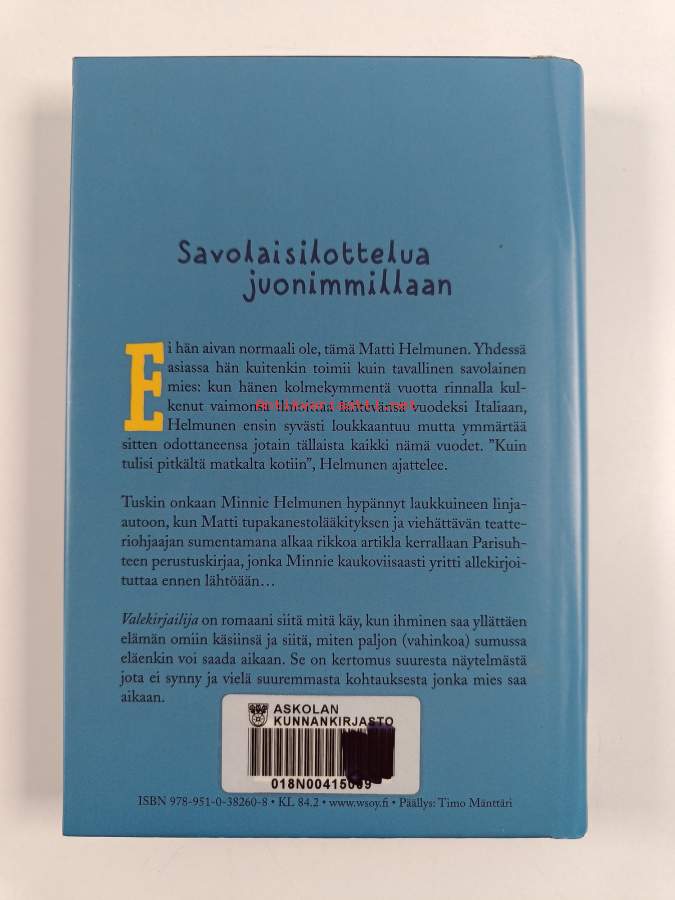 Savolaisilottelua
juonimmillaan
Ei hän aivan normaali ole, tämä Matti Helmunen. Yhdessä
asiassa hän kuitenkin toimii kuin tavallinen savolainen
mies: kun hänen kolmekymmentä vuotta rinnalla kul-
kenut vaimonsa ilmoittaa lähtevänsä vuodeksi Italiaan,
Helmunen ensin syvästi loukkaantuu mutta ymmärtää
sitten odottaneensa jotain tällaista kaikki nämä vuodet. ”Kuin
tulisi pitkältä matkalta kotiin”, Helmunen ajattelee.
Tuskin onkaan Minnie Helmunen hypännyt laukkuineen linja-
autoon, kun Matti tupakanestolääkityksen ja viehättävän teatte-
riohjaajan sumentamana alkaa rikkoa artikla kerrallaan Parisuh-
teen perustuskirjaa, jonka Minnie kaukoviisaasti yritti allekirjoi-
tuttaa ennen lähtöään…
Valekirjailija on romaani siitä mitä käy, kun ihminen saa yllättäen
elämän omiin käsiinsä ja siitä, miten paljon (vahinkoa) sumussa
eläenkin voi saada aikaan. Se on kertomus suuresta näytelmästä
jota ei synny ja vielä suuremmasta kohtauksesta jonka mies saa
aikaan.
ASKOLAN
KUNNANKIRJASTO
018N00415069
ISBN 978-951-0-38260-8 • KL 84.2 • www.wsoy.fi • Päällys: Timo Mänttäri